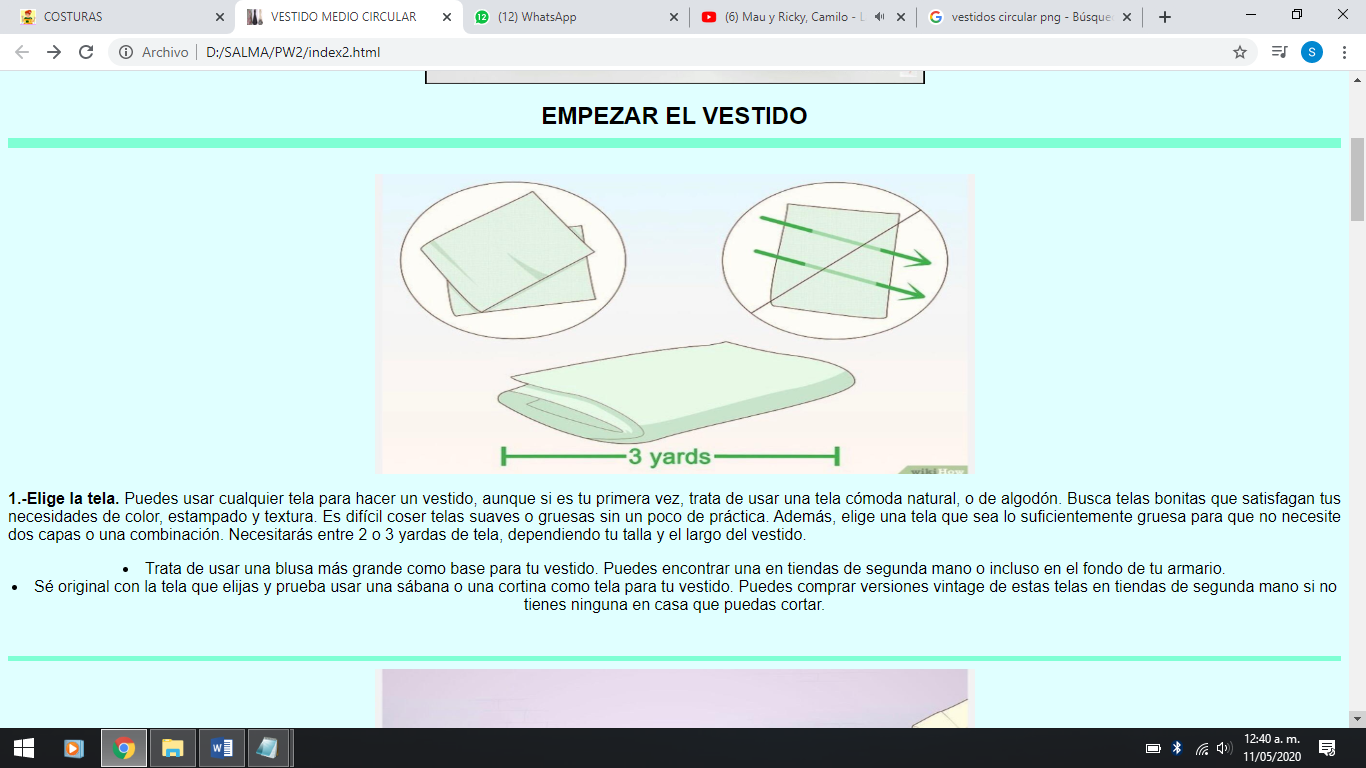 COSTURAS
VESTIDO MEDIO CIRCULAR
(12) WhatsApp
(6) Mau y Ricky, Camilo - L
vestidos circular png - Búsque
Archivo
D:/SALMA/PW2/index2.html
S
EMPEZAR EL VESTIDO
3 yards
wikiHow
1.-Elige la tela. Puedes usar cualquier tela para hacer un vestido, aunque si es tu primera vez, trata de usar una tela cómoda natural, o de algodón. Busca telas bonitas que satisfagan tus
necesidades de color, estampado y textura. Es difícil coser telas suaves o gruesas sin un poco de práctica. Además, elige una tela que sea lo suficientemente gruesa para que no necesite
dos capas o una combinación. Necesitarás entre 2 o 3 yardas de tela, dependiendo tu talla y el largo del vestido.
• Trata de usar una blusa más grande como base para tu vestido. Puedes encontrar una en tiendas de segunda mano o incluso en el fondo de tu armario.
• Sé original con la tela que elijas y prueba usar una sábana o una cortina como tela para tu vestido. Puedes comprar versiones vintage de estas telas en tiendas de segunda mano si no
tienes ninguna en casa que puedas cortar.
12:40 a. m.
11/05/2020